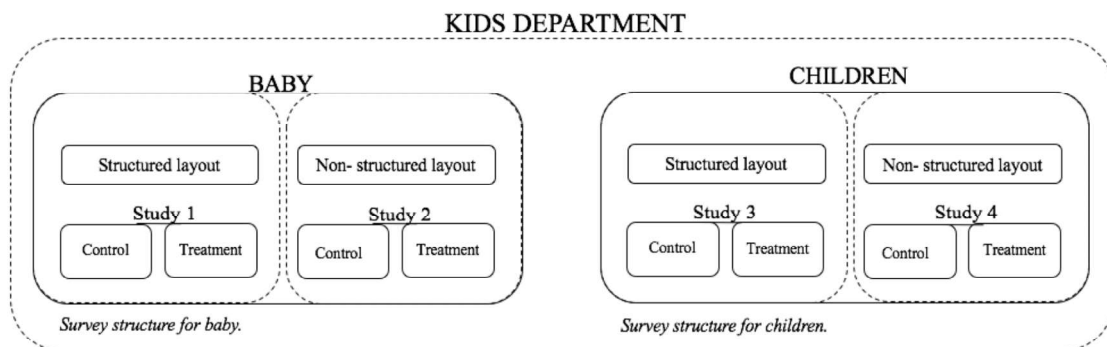 KIDS DEPARTMENT
BABY
Structured layout
Non- structured layout
Study 1
Study 2
Control
Treatment
Control
Treatment
Survey structure for baby.
CHILDREN
Structured layout
Non- structured layout
Study 3
Study 4
Control
Treatment
Control
Treatment
Survey structure for children.